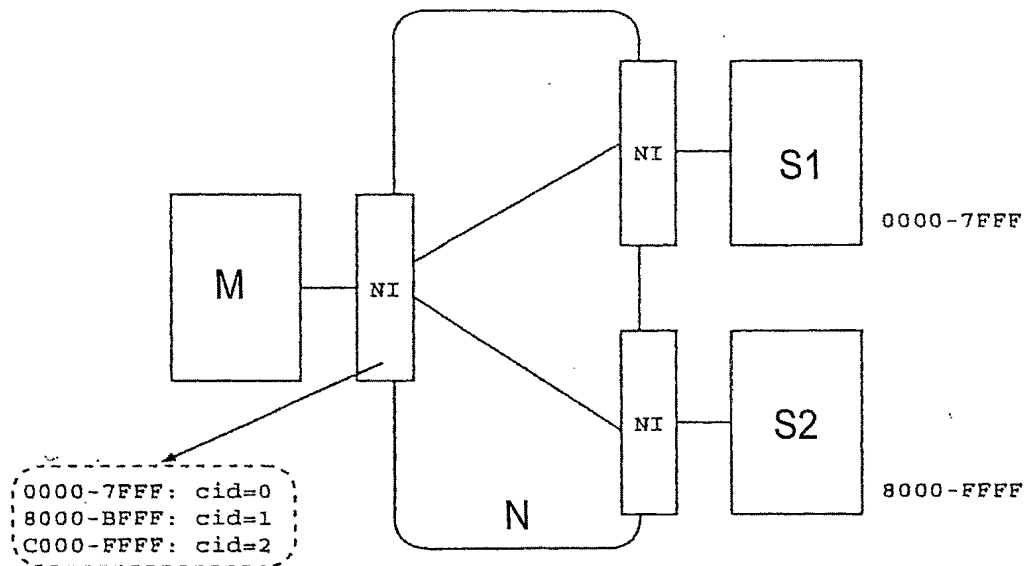 NI
S1
0000-7FFF
M
NI
NI
S2
8000-FFFF
0000-7FFF: cid=0
8000-BFFF: cid=1
C000-FFFF: cid=2
N